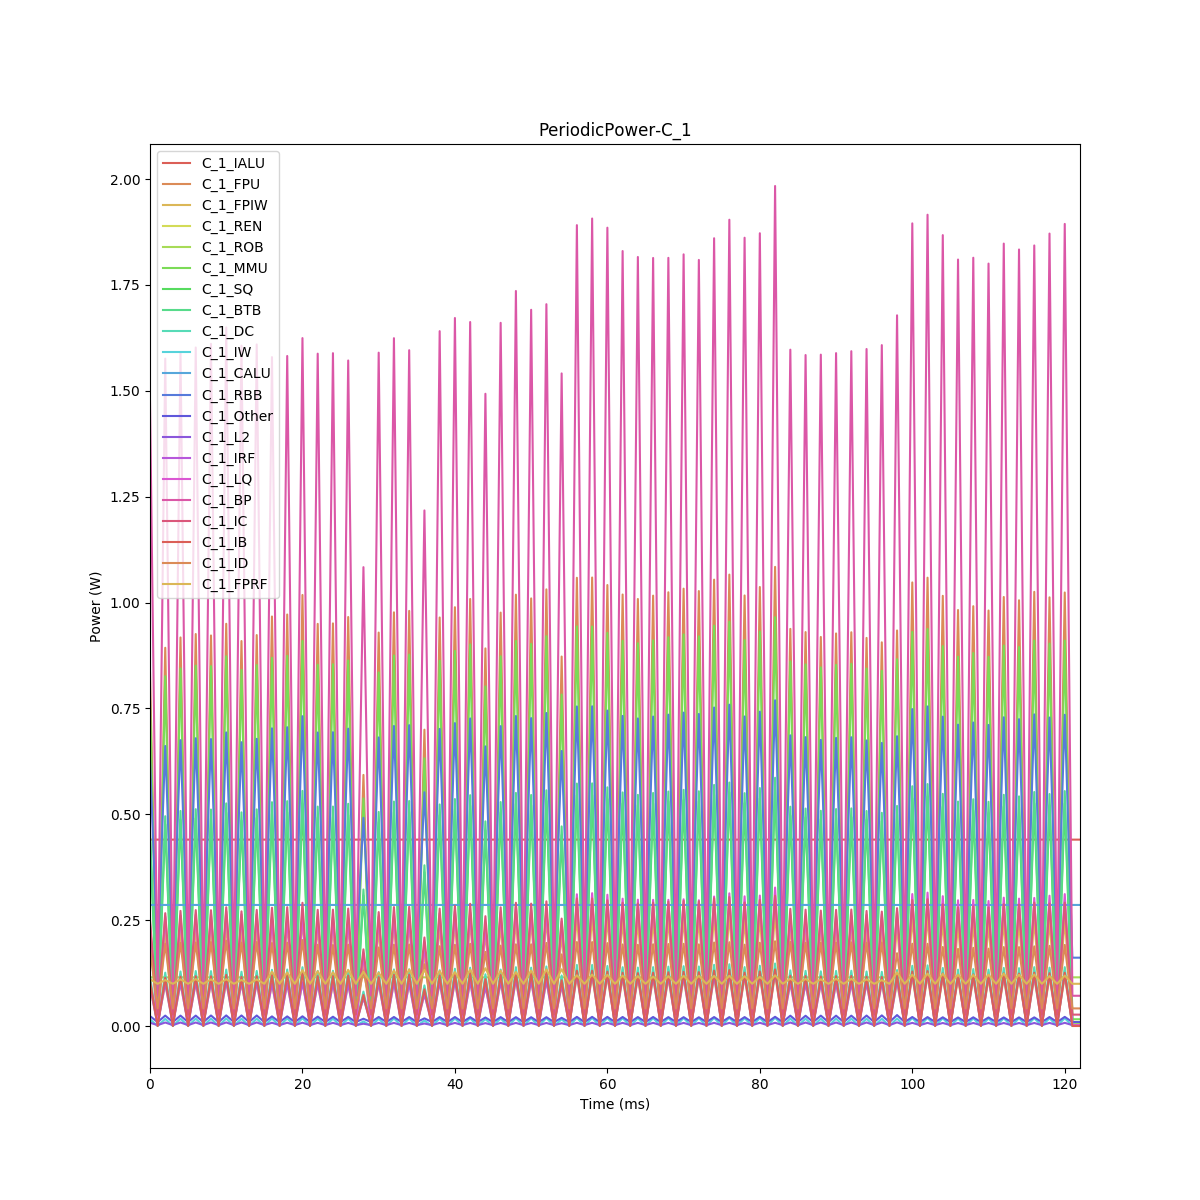 PeriodicPower-C_1
C_1_IALU
C_1_FPU
C_1_FPIW
C_1_REN
C_1_ROB
C_1_MMU
C_1_SQ
C_1_BTB
C_1_DC
C_1_IW
C_1_CALU
C_1_RBB
C_1_Other
C_1_L2
C_1_IRF
C_1_LQ
C_1_BP
C_1_IC
C_1_IB
C_1_ID
C_1_FPRF
2.00
1.75
1.50
1.25
1.00
0.75
0.50
0.25
0.00
Power (W)
0 20 40 60 80 100 120
Time (ms)